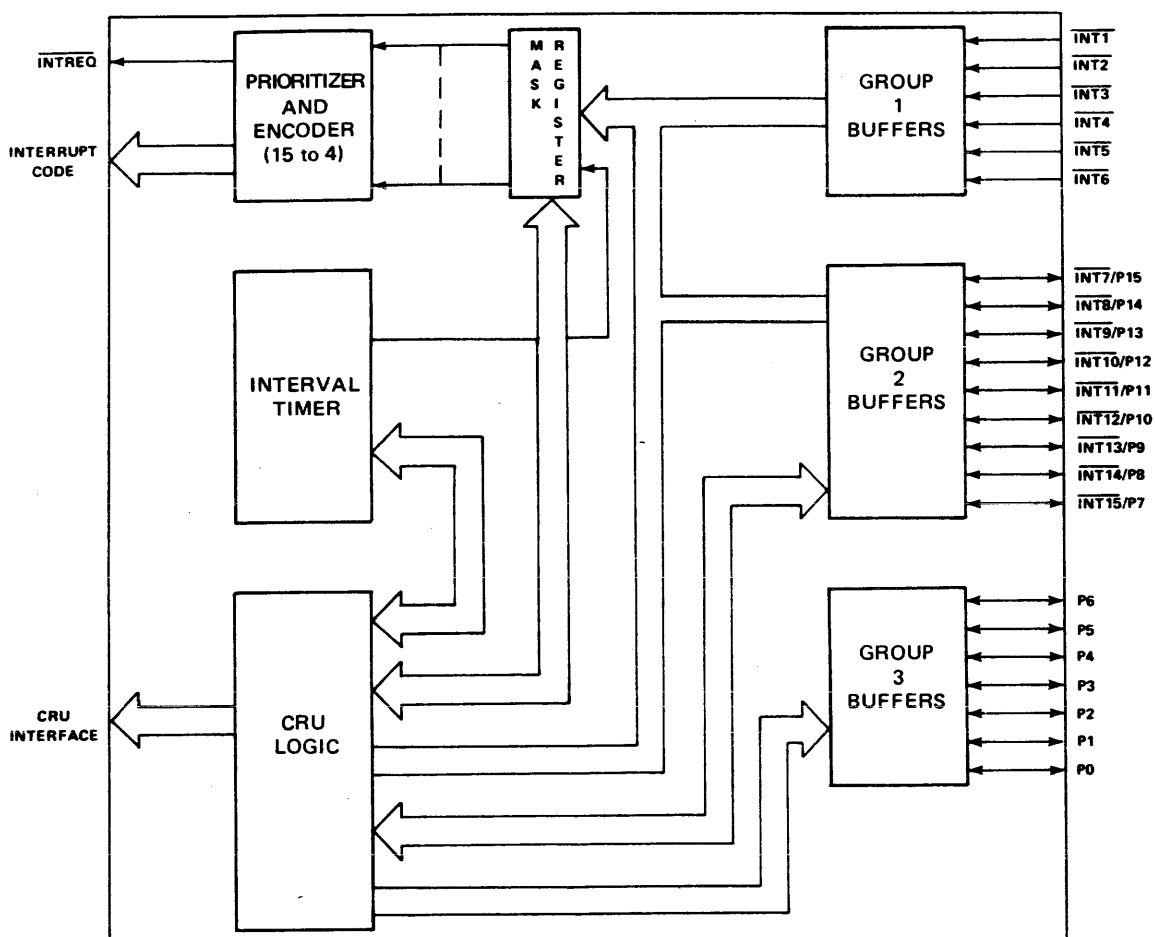 INTREQ
INTERRUPT
CODE
PRIORITIZER
AND
ENCODER
(15 to 4)
MASK
REGISTER
GROUP
1
BUFFERS
INT1
INT2
INT3
INT4
INT5
INT6
INTERVAL
TIMER
GROUP
2
BUFFERS
INT7/P15
INT8/P14
INT9/P13
INT10/P12
INT11/P11
INT12/P10
INT13/P9
INT14/P8
INT15/P7
CRU
INTERFACE
CRU
LOGIC
GROUP
3
BUFFERS
P6
P5
P4
P3
P2
P1
P0